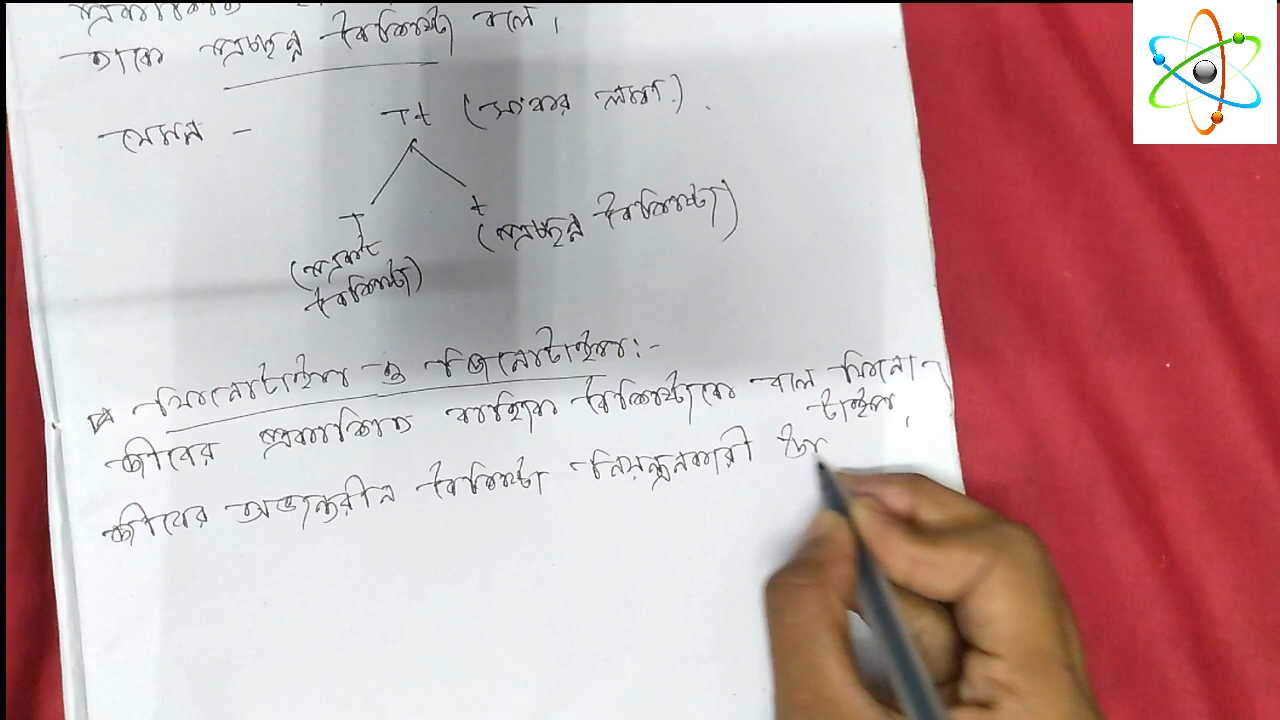 তাকে প্রচ্ছন্ন বৈশিষ্ট্য বলে।
যেমন - Tt (সংকর লম্বা)
T t
(প্রকট (প্রচ্ছন্ন বৈশিষ্ট্য)
বৈশিষ্ট্য)
ফিনোটাইপ ও জিনোটাইপ:-
জীবের প্রকাশিত বাহ্যিক বৈশিষ্ট্যকে বলে ফিনো-
টাইপ।
জীবের অভ্যন্তরীন বৈশিষ্ট্য নিয়ন্ত্রনকারী